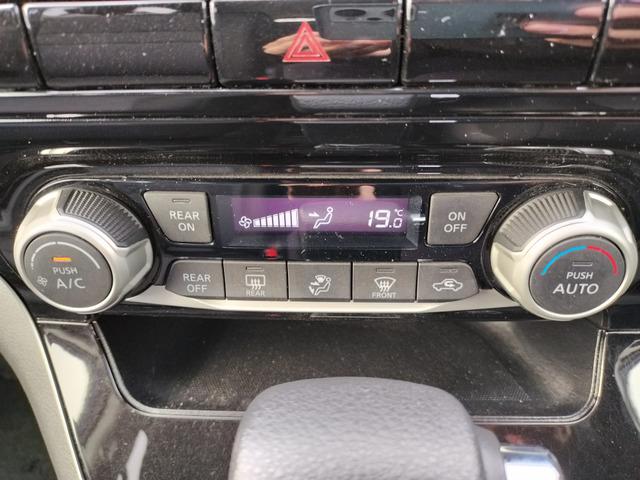 REAR
ON
19.0
°C
ON
OFF
PUSH
A/C
REAR
OFF
REAR
FRONT
PUSH
AUTO